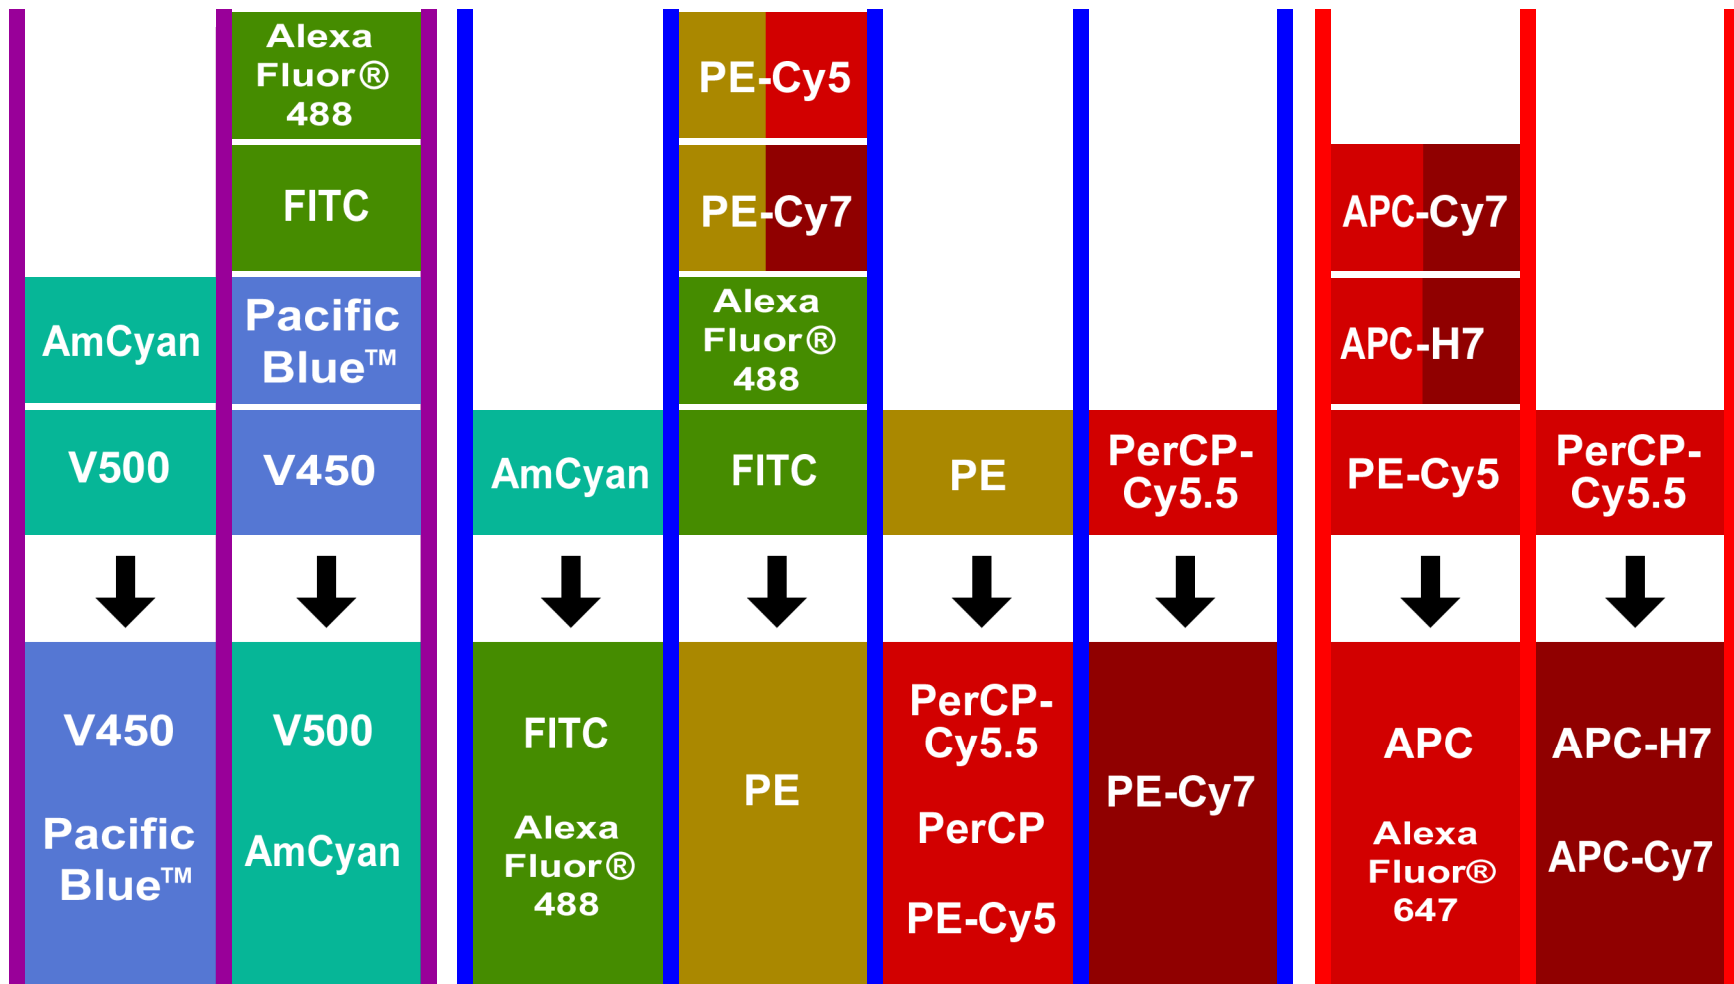 Alexa
Fluor®
488
FITC
AmCyan
Pacific
Blue™
V500
V450
V450
Pacific
Blue™
V500
AmCyan
PE-Cy5
PE-Cy7
Alexa
Fluor®
488
AmCyan
FITC
PE
PerCP-
Cy5.5
FITC
Alexa
Fluor®
488
PE
PerCP-
Cy5.5
PerCP
PE-Cy5
PE-Cy7
APC-Cy7
APC-H7
PE-Cy5
PerCP-
Cy5.5
APC
Alexa
Fluor®
647
APC-H7
APC-Cy7